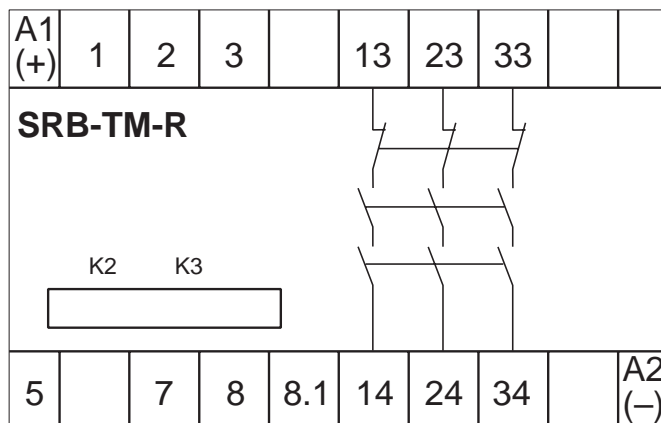 A1 (+) 1 2 3 13 23 33
SRB-TM-R
K2 K3
5 7 8 8.1 14 24 34 A2 (–)